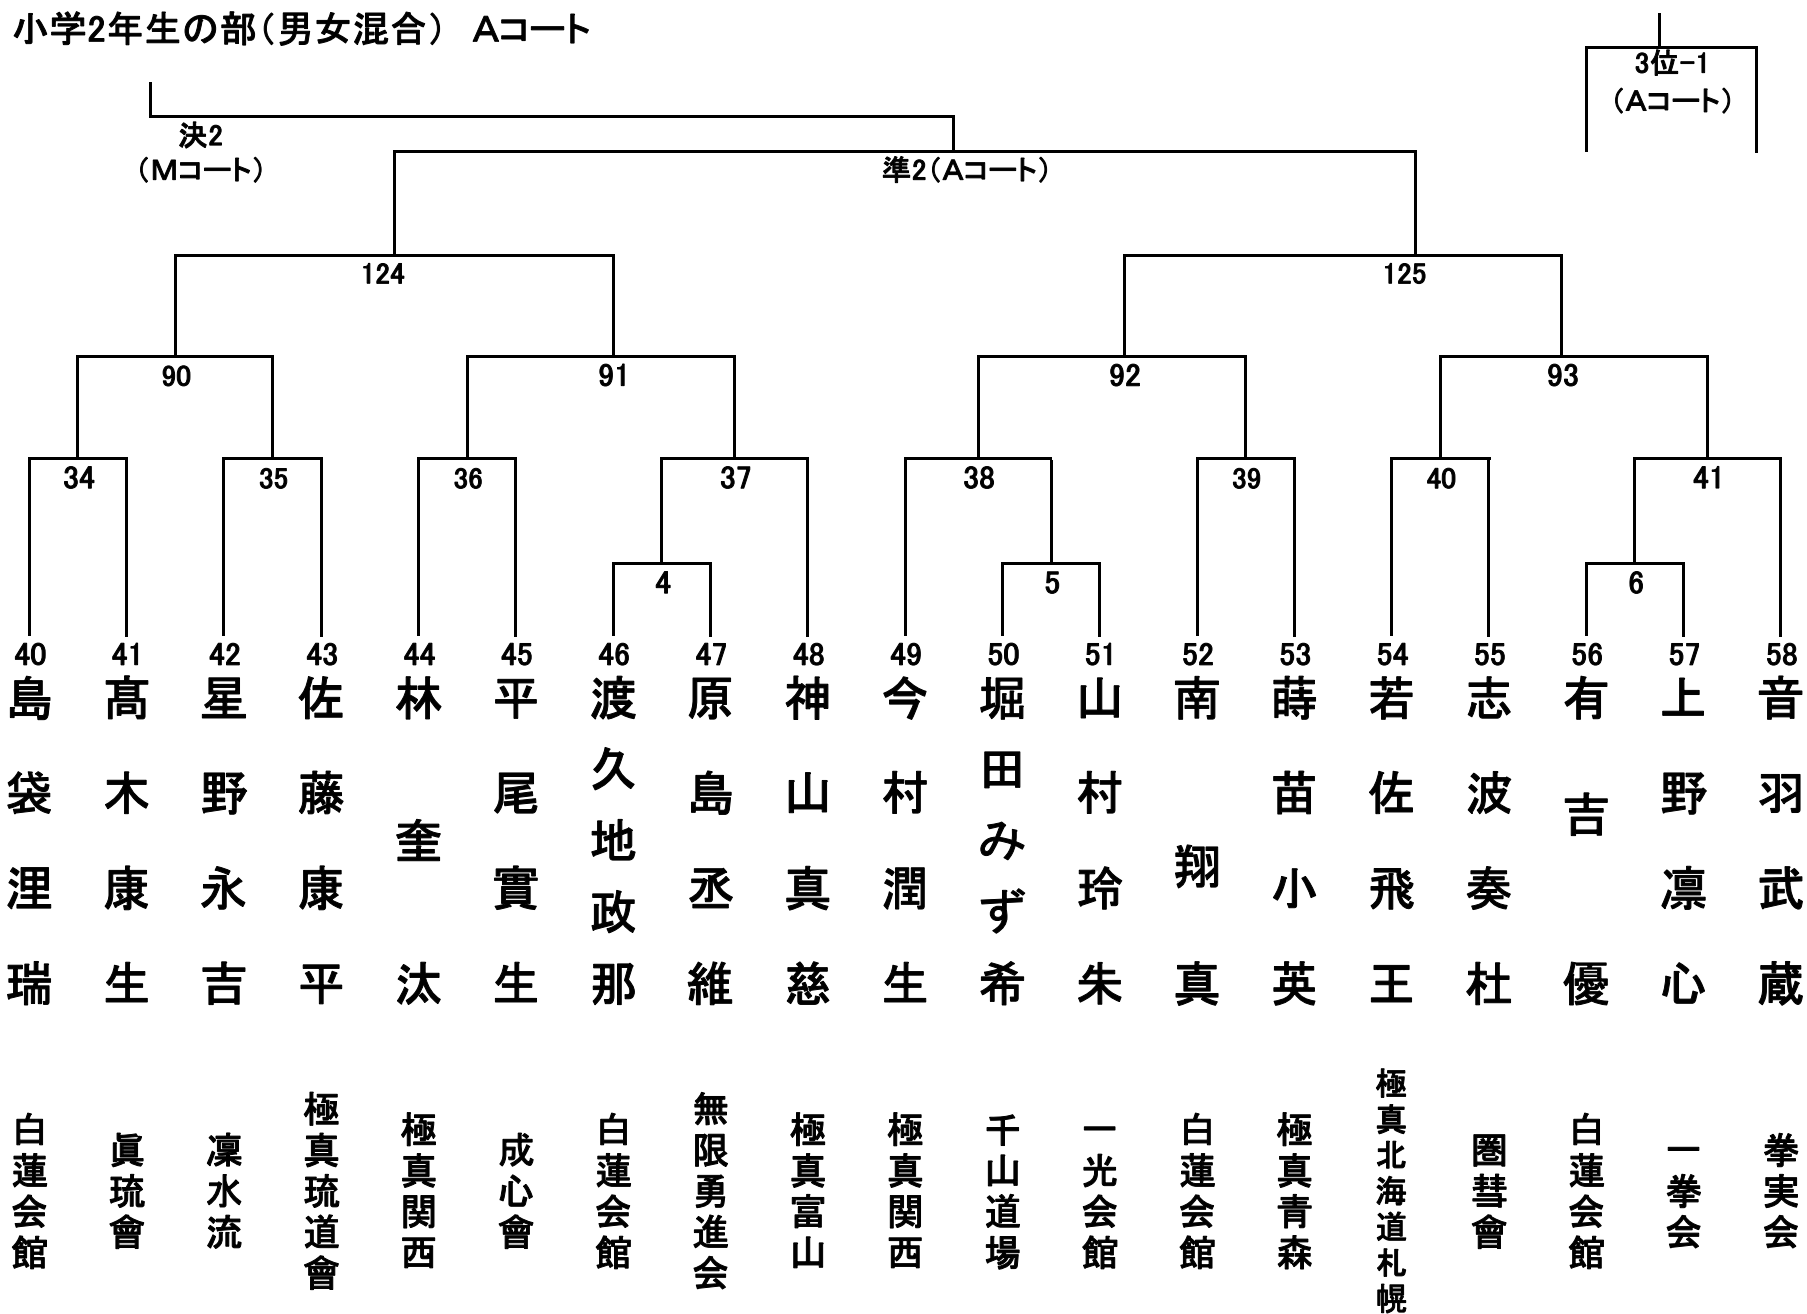 小学2年生の部（男女混合）　Aコート
3位-1
（Aコート）
決2
（Mコート）
準2（Aコート）
124
125
90
91
92
93
34
35
36
37
38
39
40
41
4
5
6
40
島袋浬瑞
白蓮会館
41
髙木康生
眞琉會
42
星野永吉
凜水流
43
佐藤康平
極真琉道會
44
林奎汰
極真関西
45
平尾實生
成心會
46
渡久地政那
白蓮会館
47
原島丞維
無限勇進会
48
神山真慈
極真富山
49
今村潤生
極真関西
50
堀田みず希
千山道場
51
山村玲朱
一光会館
52
南翔真
白蓮会館
53
蒔苗小英
極真青森
54
若佐飛王
極真北海道札幌
55
志波奏杜
圏彗會
56
有吉優
白蓮会館
57
上野凛心
一拳会
58
音羽武蔵
拳実会